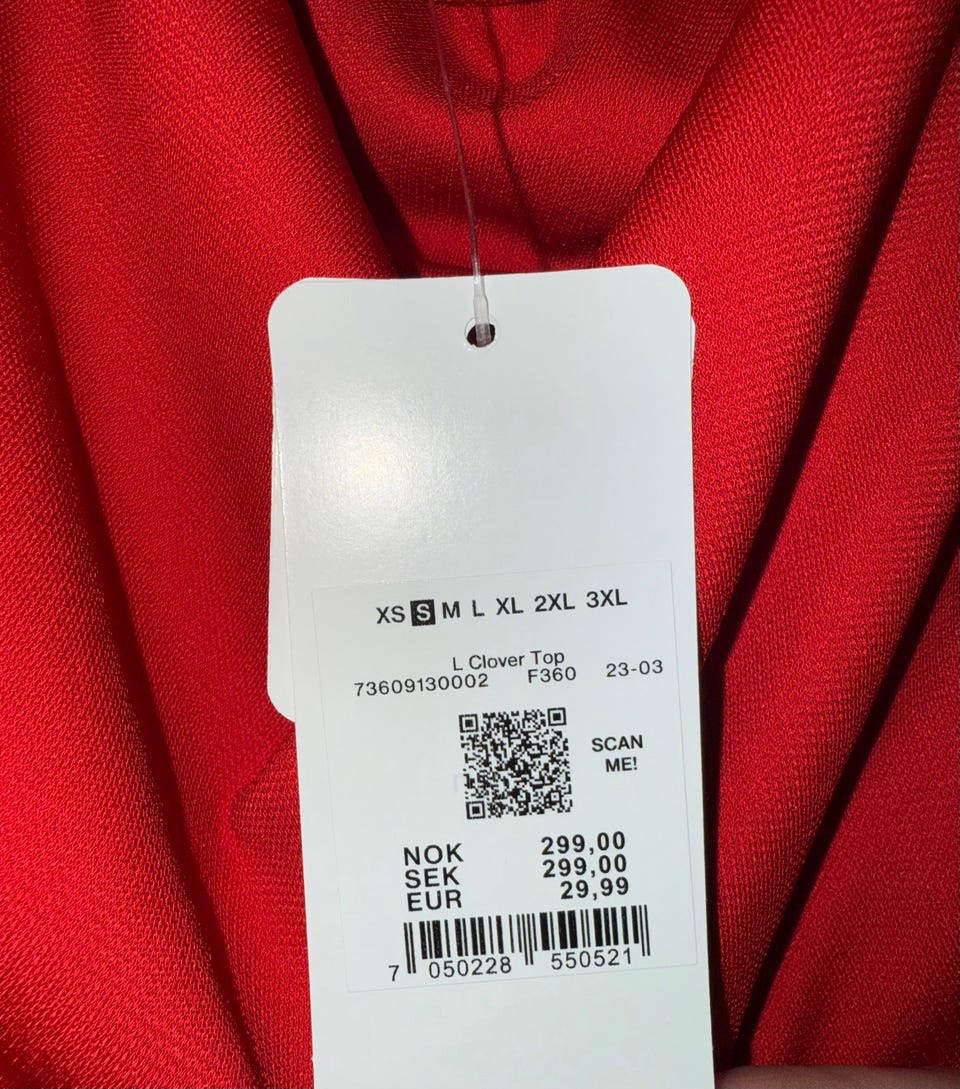 XS S M L XL 2XL 3XL
L Clover Top
73609130002 F360 23-03
SCAN
ME!
NOK 299,00
SEK 299,00
EUR 29,99
7 050228 550521